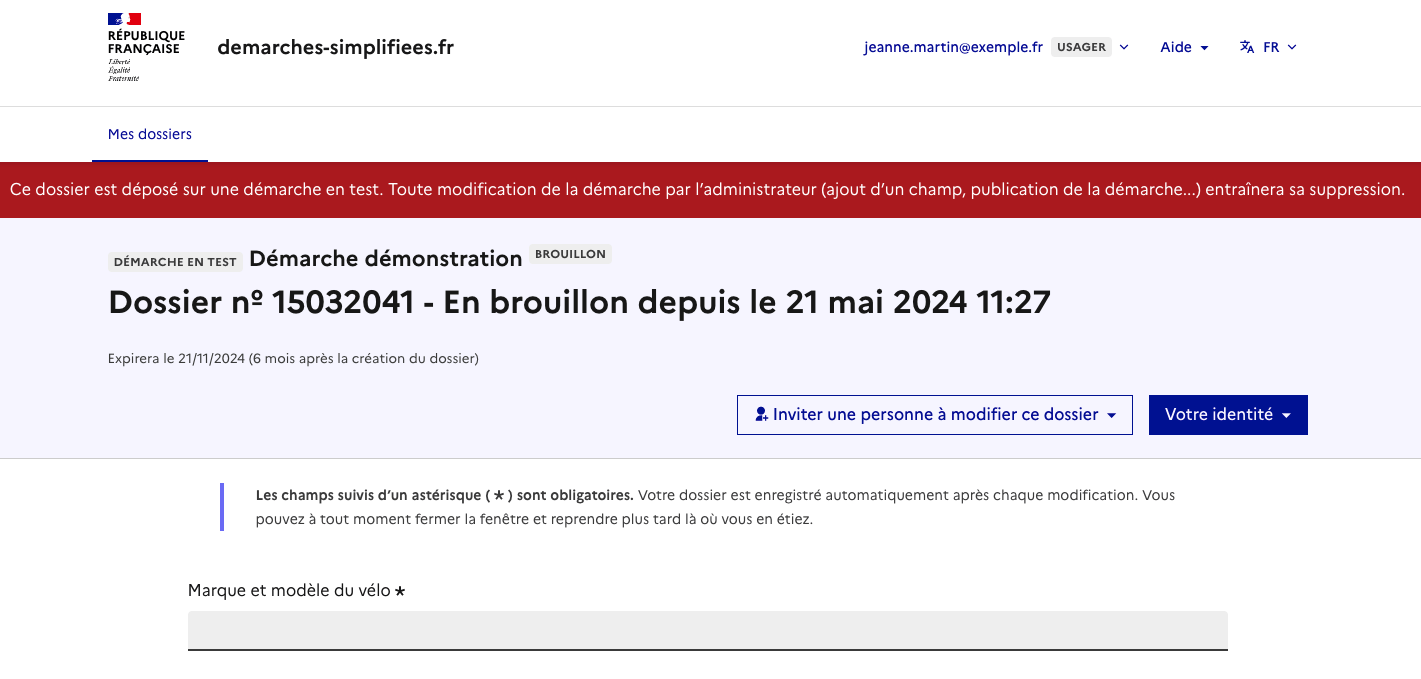 RÉPUBLIQUE
FRANÇAISE
Liberté
Égalité
Fraternité
demarches-simplifiees.fr
jeanne.martin@exemple.fr USAGER
Aide
FR
Mes dossiers
Ce dossier est déposé sur une démarche en test. Toute modification de la démarche par l’administrateur (ajout d’un champ, publication de la démarche...) entraînera sa suppression.
DÉMARCHE EN TEST Démarche démonstration BROUILLON
Dossier nº 15032041 - En brouillon depuis le 21 mai 2024 11:27
Expirera le 21/11/2024 (6 mois après la création du dossier)
Inviter une personne à modifier ce dossier
Votre identité
Les champs suivis d’un astérisque ( * ) sont obligatoires. Votre dossier est enregistré automatiquement après chaque modification. Vous
pouvez à tout moment fermer la fenêtre et reprendre plus tard là où vous en étiez.
Marque et modèle du vélo *